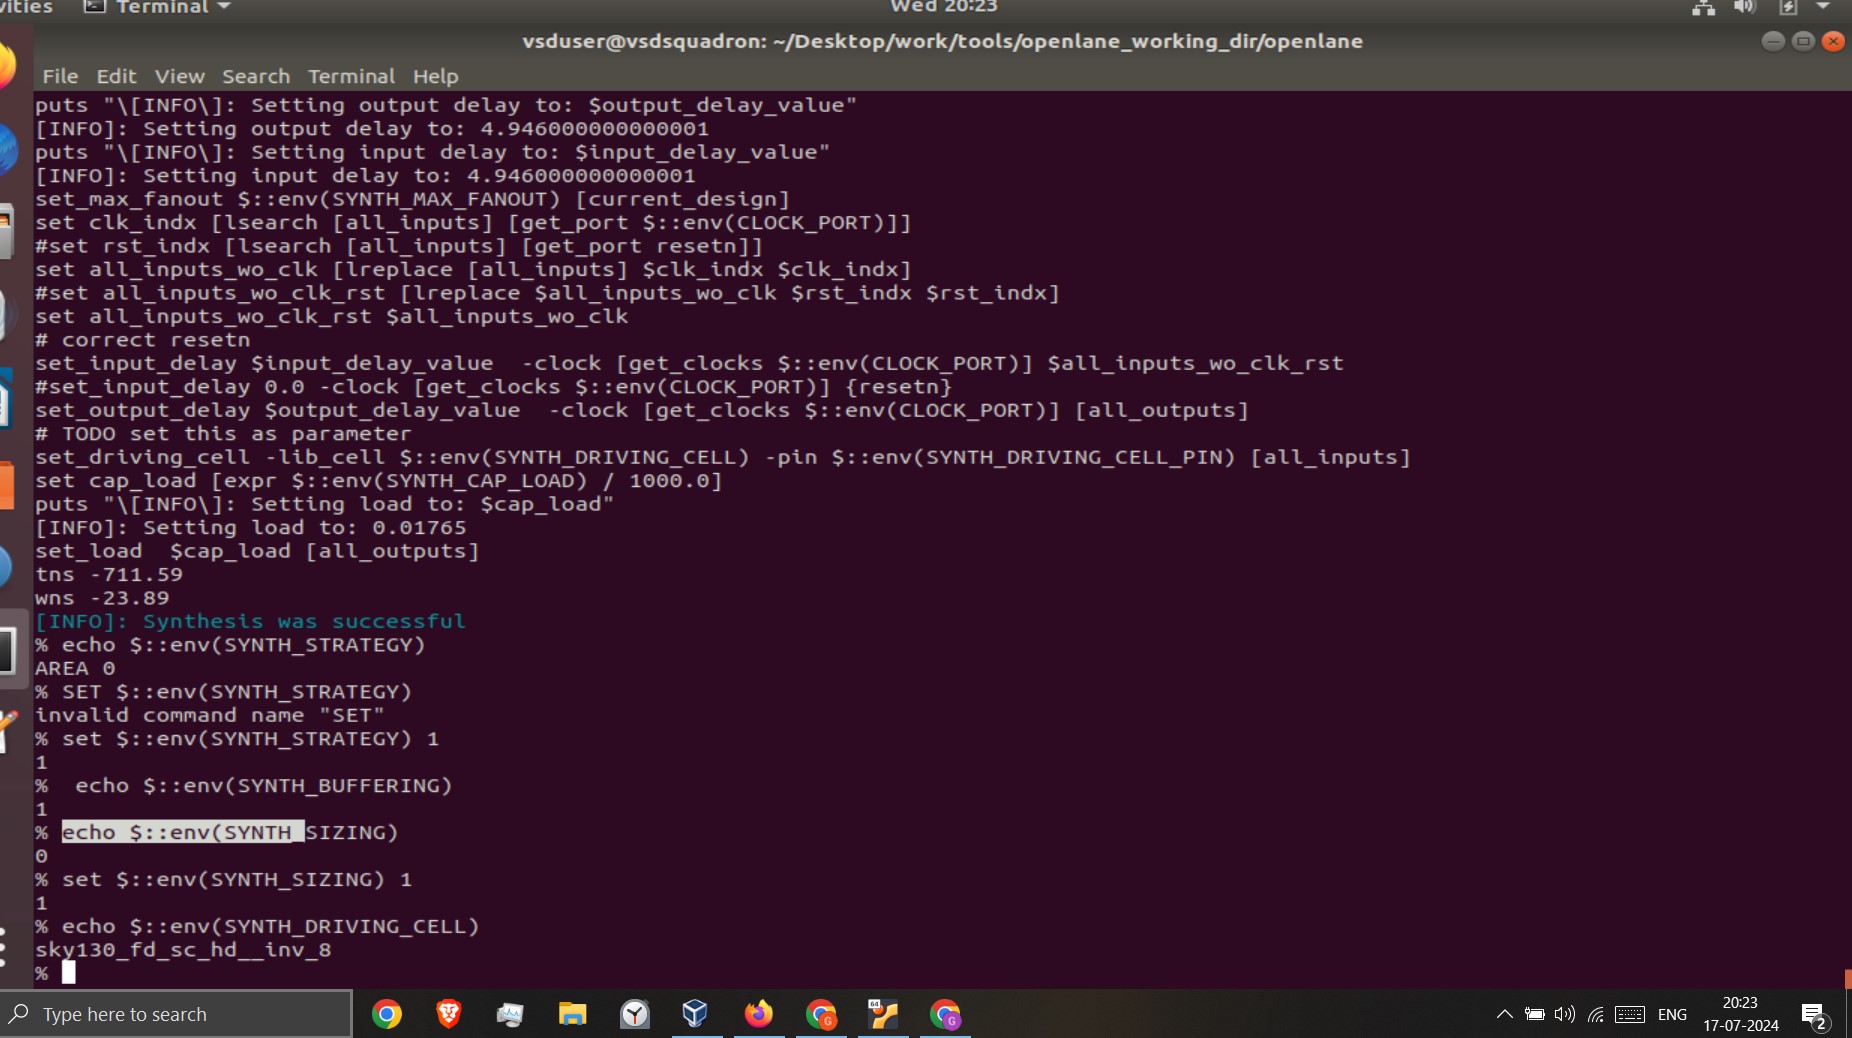 vities Terminal Wed 20:23
vsduser@vsdsquadron: ~/Desktop/work/tools/openlane_working_dir/openlane
File Edit View Search Terminal Help
puts "\[INFO\]: Setting output delay to: $output_delay_value"
[INFO]: Setting output delay to: 4.946000000000001
puts "\[INFO\]: Setting input delay to: $input_delay_value"
[INFO]: Setting input delay to: 4.946000000000001
set_max_fanout $::env(SYNTH_MAX_FANOUT) [current_design]
set clk_indx [lsearch [all_inputs] [get_port $::env(CLOCK_PORT)]]
#set rst_indx [lsearch [all_inputs] [get_port resetn]]
set all_inputs_wo_clk [lreplace [all_inputs] $clk_indx $clk_indx]
#set all_inputs_wo_clk_rst [lreplace $all_inputs_wo_clk $rst_indx $rst_indx]
set all_inputs_wo_clk_rst $all_inputs_wo_clk
# correct resetn
set_input_delay $input_delay_value  -clock [get_clocks $::env(CLOCK_PORT)] $all_inputs_wo_clk_rst
#set_input_delay 0.0 -clock [get_clocks $::env(CLOCK_PORT)] {resetn}
set_output_delay $output_delay_value  -clock [get_clocks $::env(CLOCK_PORT)] [all_outputs]
# TODO set this as parameter
set_driving_cell -lib_cell $::env(SYNTH_DRIVING_CELL) -pin $::env(SYNTH_DRIVING_CELL_PIN) [all_inputs]
set cap_load [expr $::env(SYNTH_CAP_LOAD) / 1000.0]
puts "\[INFO\]: Setting load to: $cap_load"
[INFO]: Setting load to: 0.01765
set_load  $cap_load [all_outputs]
tns -711.59
wns -23.89
[INFO]: Synthesis was successful
% echo $::env(SYNTH_STRATEGY)
AREA 0
% SET $::env(SYNTH_STRATEGY)
invalid command name "SET"
% set $::env(SYNTH_STRATEGY) 1
1
%  echo $::env(SYNTH_BUFFERING)
1
% echo $::env(SYNTH_SIZING)
0
% set $::env(SYNTH_SIZING) 1
1
% echo $::env(SYNTH_DRIVING_CELL)
sky130_fd_sc_hd__inv_8
%
Type here to search
64
G
G
ENG
20:23
17-07-2024
2